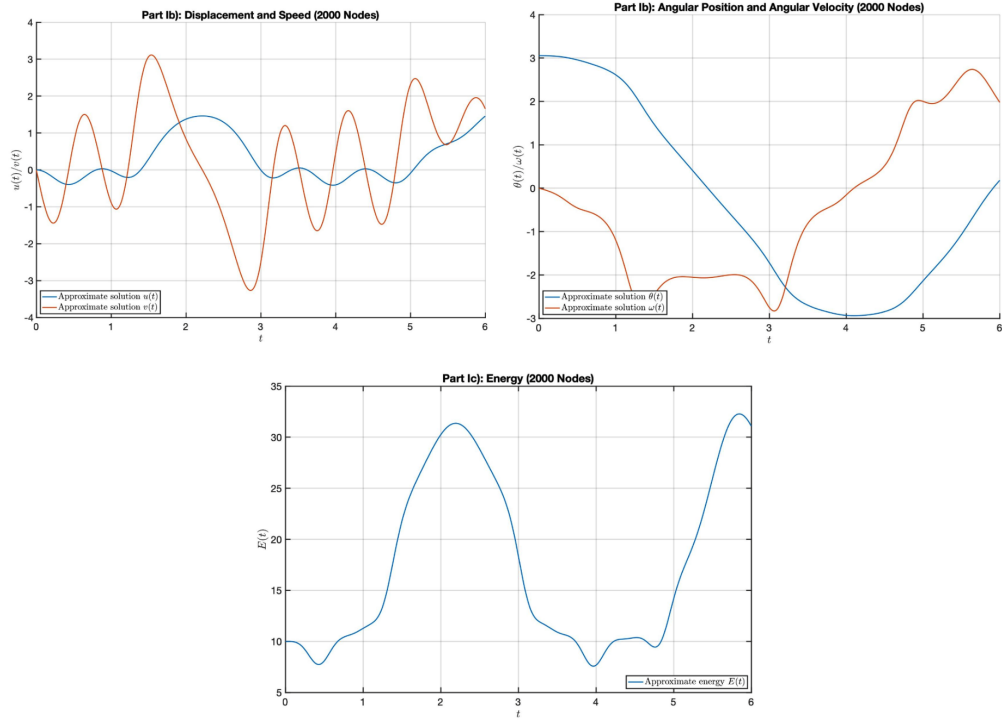 Part Ib): Displacement and Speed (2000 Nodes)
4
3
2
1
0
-1
-2
-3
-4
u(t)/v(t)
Approximate solution u(t)
Approximate solution v(t)
0 1 2 3 4 5 6
t
Part Ib): Angular Position and Angular Velocity (2000 Nodes)
4
3
2
1
0
-1
-2
-3
θ(t)/ω(t)
Approximate solution θ(t)
Approximate solution ω(t)
0 1 2 3 4 5 6
t
Part Ic): Energy (2000 Nodes)
35
30
25
20
15
10
5
E(t)
Approximate energy E(t)
0 1 2 3 4 5 6
t